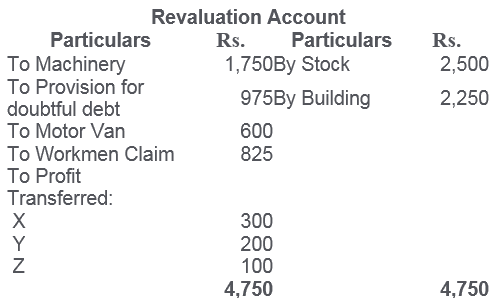 Revaluation Account
Particulars Rs. Particulars Rs.
To Machinery 1,750 By Stock 2,500
To Provision for
doubtful debt 975 By Building 2,250
To Motor Van 600
To Workmen Claim 825
To Profit
Transferred:
X 300
Y 200
Z 100
4,750 4,750